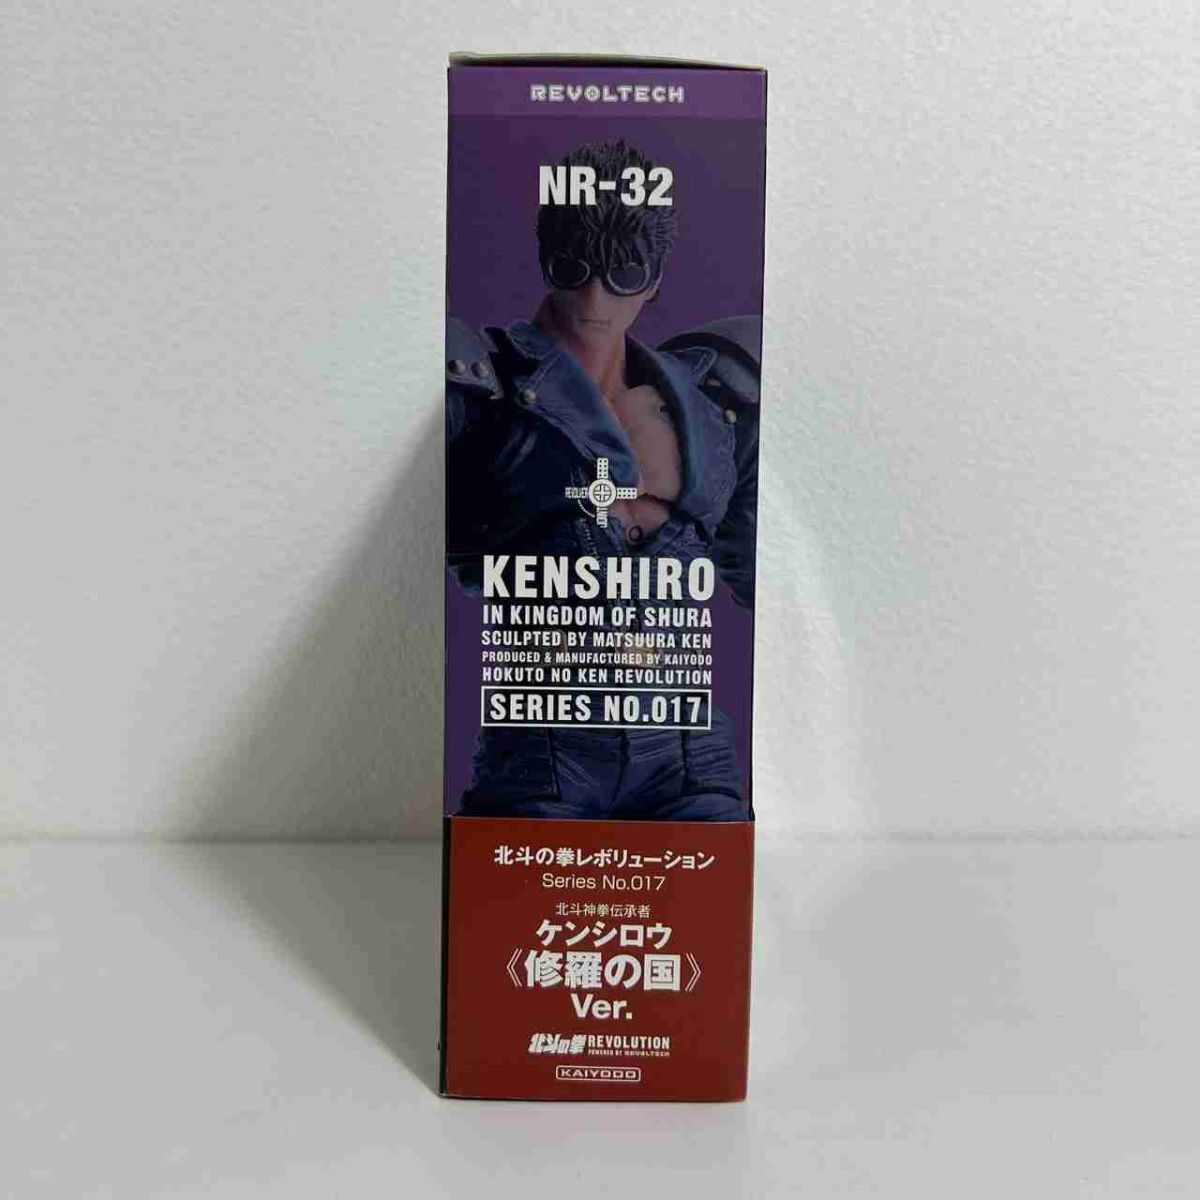 REVOLTECH
NR-32
REVOLVER
JOINT
KENSHIRO
IN KINGDOM OF SHURA
SCULPTED BY MATSUURA KEN
PRODUCED & MANUFACTURED BY KAIYODO
HOKUTO NO KEN REVOLUTION
SERIES NO.017
北斗の拳レボリューション
Series No.017
北斗神拳伝承者
ケンシロウ
《修羅の国》
Ver.
北斗の拳 REVOLUTION
POWERED BY REVOLTECH
KAIYODO